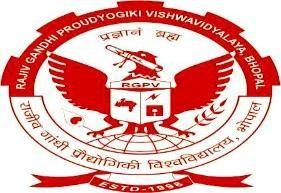 RAJIV GANDHI PROUDYOGIKI VISHWAVIDYALAYA, BHOPAL
प्रज्ञानं ब्रह्म
RGPV
राजीव गांधी प्रौद्योगिकी विश्वविद्यालय, भोपाल
ESTD-1998